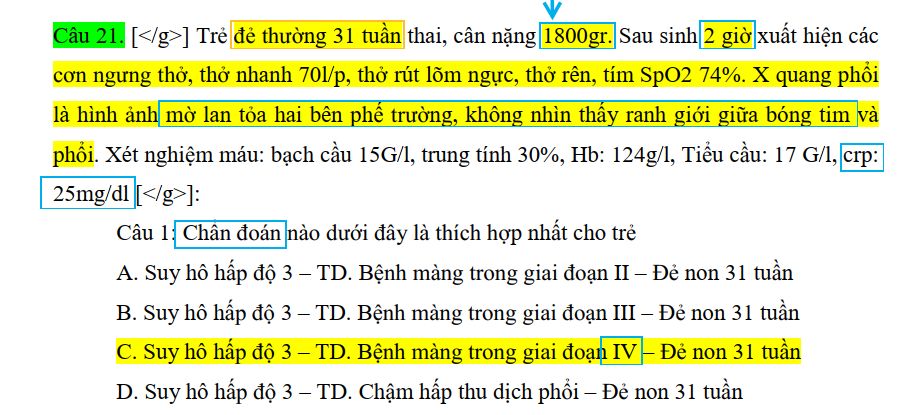 Câu 21. [</g>] Trẻ đẻ thường 31 tuần thai, cân nặng 1800gr. Sau sinh 2 giờ xuất hiện các
cơn ngưng thở, thở nhanh 70l/p, thở rút lõm ngực, thở rên, tím SpO2 74%. X quang phổi
là hình ảnh mờ lan tỏa hai bên phế trường, không nhìn thấy ranh giới giữa bóng tim và
phổi. Xét nghiệm máu: bạch cầu 15G/l, trung tính 30%, Hb: 124g/l, Tiểu cầu: 17 G/l, crp:
25mg/dl [</g>]:
Câu 1: Chẩn đoán nào dưới đây là thích hợp nhất cho trẻ
A. Suy hô hấp độ 3 – TD. Bệnh màng trong giai đoạn II – Đẻ non 31 tuần
B. Suy hô hấp độ 3 – TD. Bệnh màng trong giai đoạn III – Đẻ non 31 tuần
C. Suy hô hấp độ 3 – TD. Bệnh màng trong giai đoạn IV – Đẻ non 31 tuần
D. Suy hô hấp độ 3 – TD. Chậm hấp thu dịch phổi – Đẻ non 31 tuần